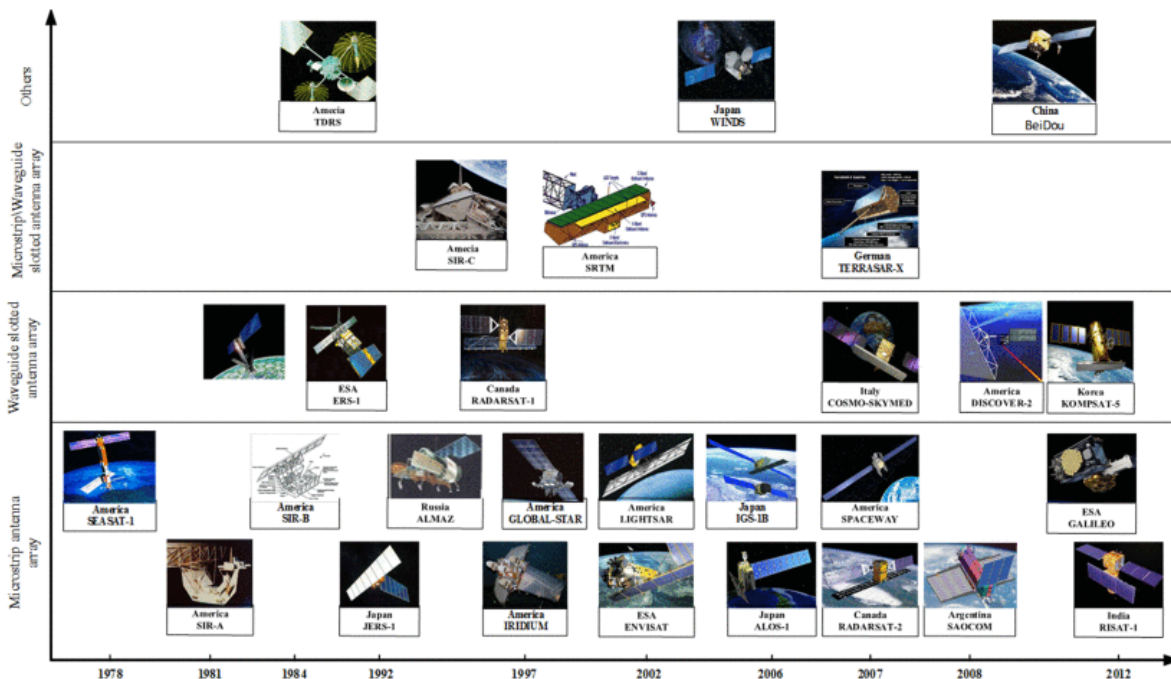 Others
Amecia
TDRS
Japan
WINDS
China
BeiDou
Microstrip\Waveguide
slotted antenna array
Amecia
SIR-C
America
SRTM
German
TERRASAR-X
Waveguide slotted
antenna array
ESA
ERS-1
Canada
RADARSAT-1
Italy
COSMO-SKYMED
America
DISCOVER-2
Korea
KOMPSAT-5
Microstrip antenna
array
America
SEASAT-1
America
SIR-B
Russia
ALMAZ
America
GLOBAL-STAR
America
LIGHTSAR
Japan
IGS-1B
America
SPACEWAY
ESA
GALILEO
America
SIR-A
Japan
JERS-1
America
IRIDIUM
ESA
ENVISAT
Japan
ALOS-1
Canada
RADARSAT-2
Argentina
SAOCOM
India
RISAT-1
1978
1981
1984
1992
1997
2002
2006
2007
2008
2012